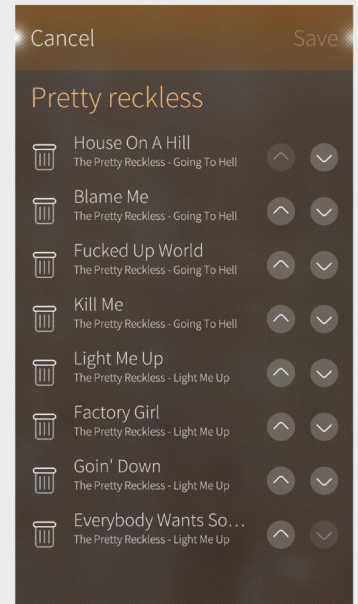 Cancel
Save
Pretty reckless
House On A Hill
The Pretty Reckless - Going To Hell
Blame Me
The Pretty Reckless - Going To Hell
Fucked Up World
The Pretty Reckless - Going To Hell
Kill Me
The Pretty Reckless - Going To Hell
Light Me Up
The Pretty Reckless - Light Me Up
Factory Girl
The Pretty Reckless - Light Me Up
Goin' Down
The Pretty Reckless - Light Me Up
Everybody Wants So...
The Pretty Reckless - Light Me Up